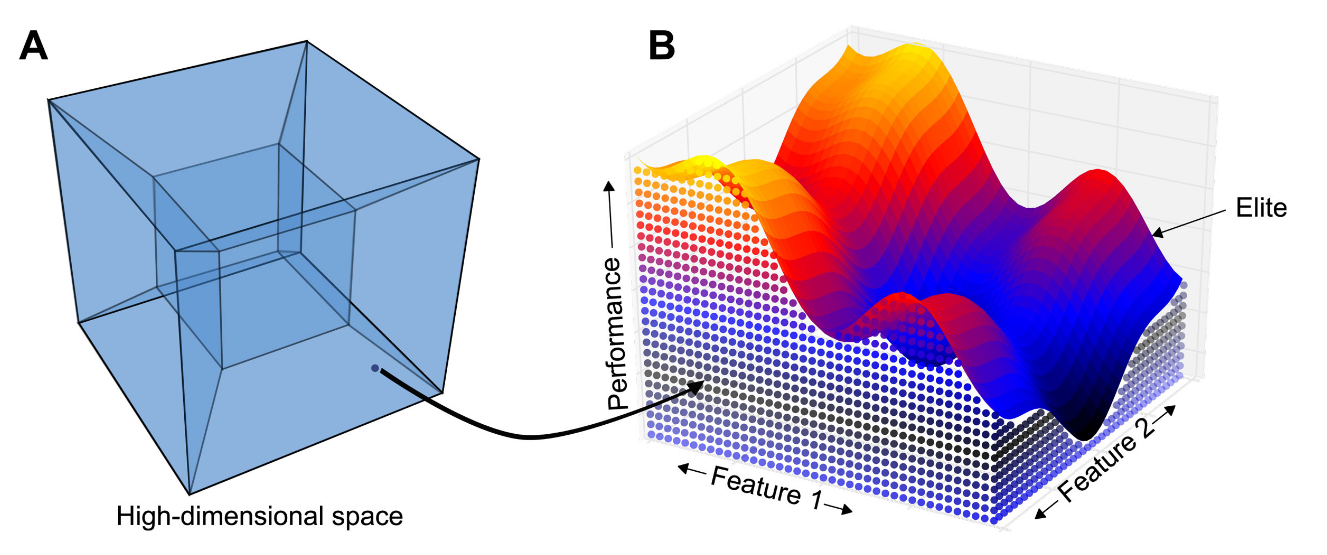 A
B
Elite
Performance
Feature 1
Feature 2
High-dimensional space